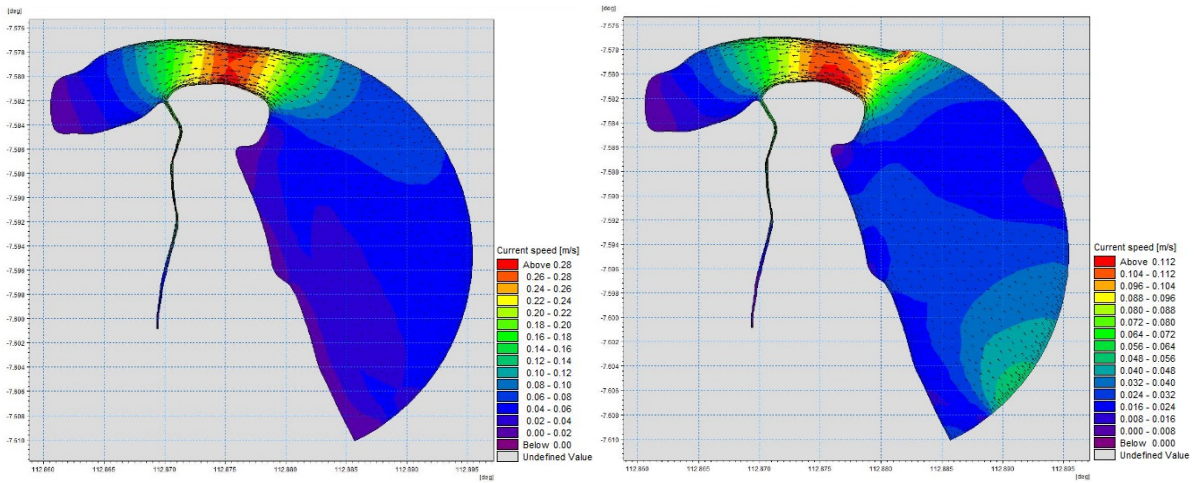 [deg]
-7.576
-7.578
-7.580
-7.582
-7.584
-7.586
-7.588
-7.590
-7.592
-7.594
-7.596
-7.598
-7.600
-7.602
-7.604
-7.606
-7.608
-7.610
112.860 112.865 112.870 112.875 112.880 112.885 112.890 112.895
[deg]
Current speed [m/s]
Above 0.28
0.26 - 0.28
0.24 - 0.26
0.22 - 0.24
0.20 - 0.22
0.18 - 0.20
0.16 - 0.18
0.14 - 0.16
0.12 - 0.14
0.10 - 0.12
0.08 - 0.10
0.06 - 0.08
0.04 - 0.06
0.02 - 0.04
0.00 - 0.02
Below 0.00
Undefined Value
[deg]
-7.576
-7.578
-7.580
-7.582
-7.584
-7.586
-7.588
-7.590
-7.592
-7.594
-7.596
-7.598
-7.600
-7.602
-7.604
-7.606
-7.608
-7.610
112.860 112.865 112.870 112.875 112.880 112.885 112.890 112.895
[deg]
Current speed [m/s]
Above 0.112
0.104 - 0.112
0.096 - 0.104
0.088 - 0.096
0.080 - 0.088
0.072 - 0.080
0.064 - 0.072
0.056 - 0.064
0.048 - 0.056
0.040 - 0.048
0.032 - 0.040
0.024 - 0.032
0.016 - 0.024
0.008 - 0.016
0.000 - 0.008
Below 0.000
Undefined Value